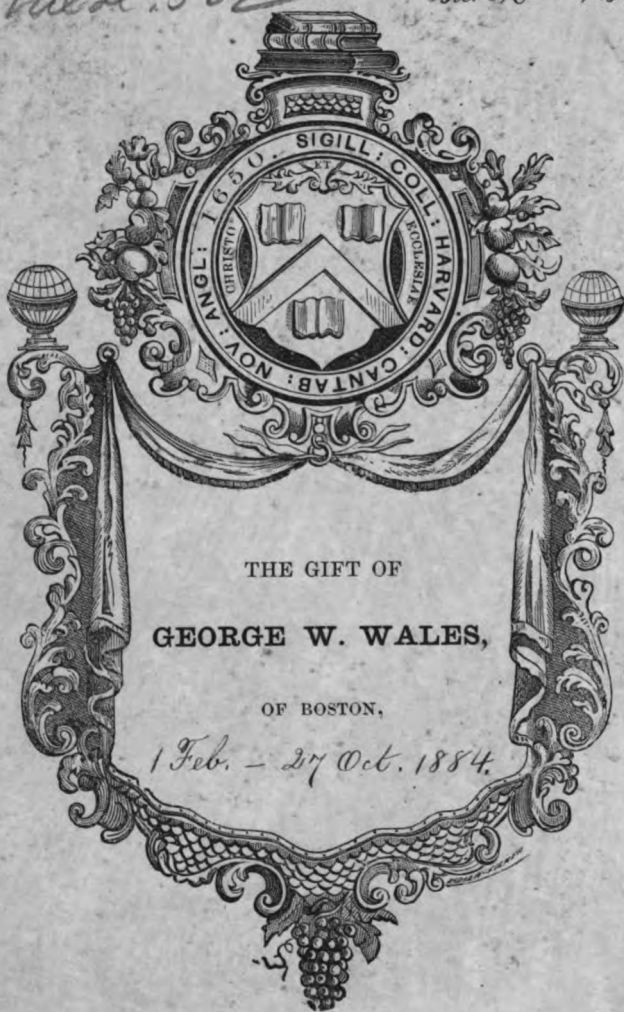 SIGILL: COLL: HARVARD: CANTAB: NOV: ANGL: 1650.
ET
CHRISTO
ECCLESIAE
THE GIFT OF
GEORGE W. WALES,
OF BOSTON,
1 Feb. – 27 Oct. 1884.